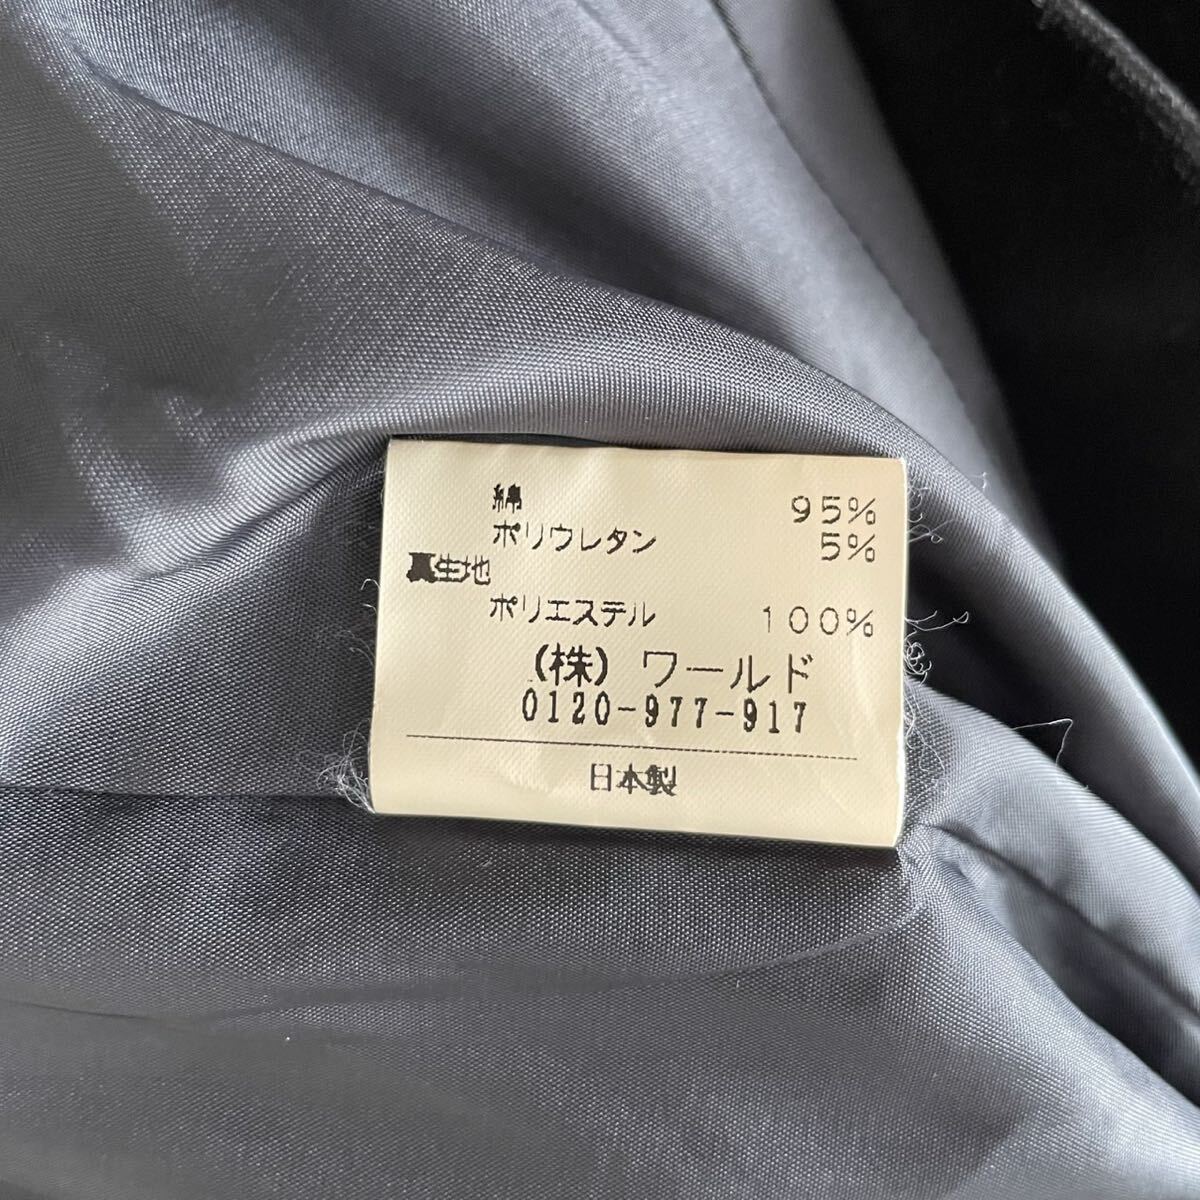 綿 95%
ポリウレタン 5%
裏生地
ポリエステル 100%
(株) ワールド
0120-977-917
日本製